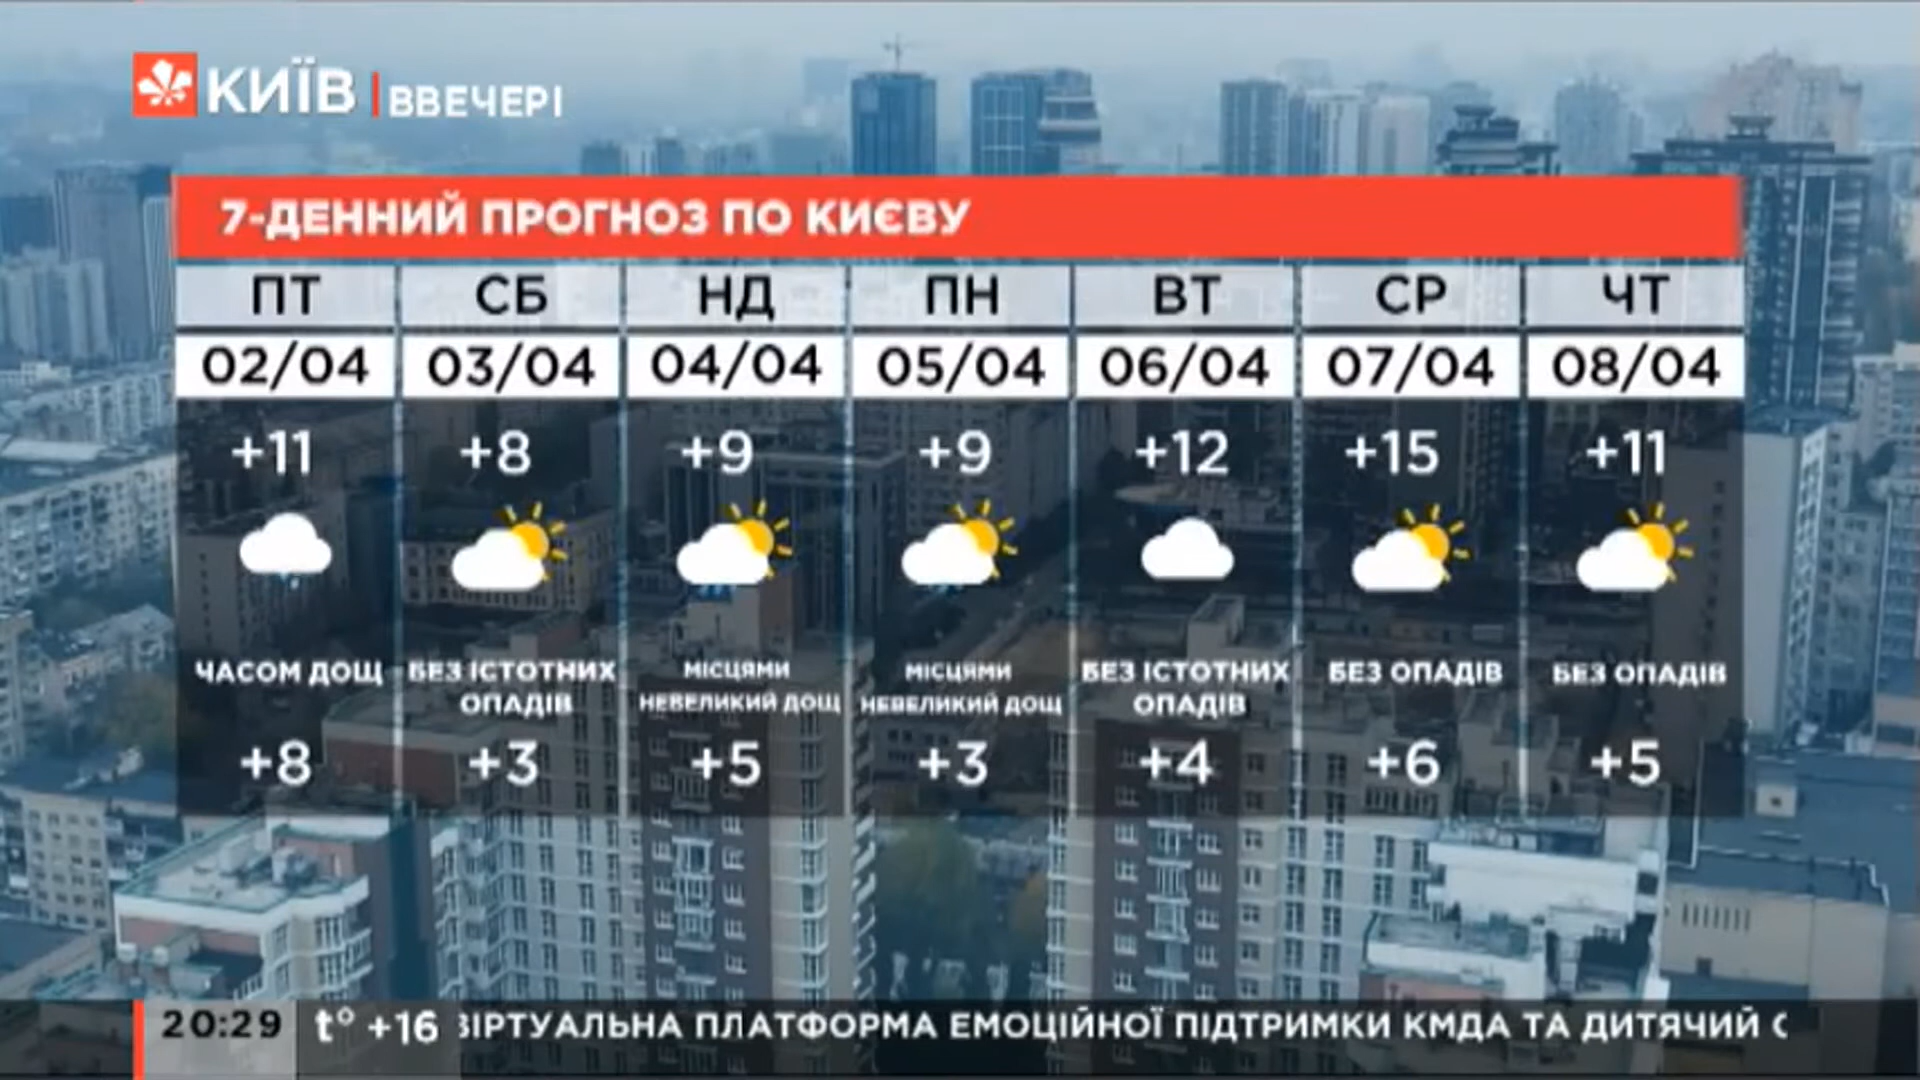 КИЇВ ВВЕЧЕРІ
7-ДЕННИЙ ПРОГНОЗ ПО КИЄВУ
ПТ СБ НД ПН ВТ СР ЧТ
02/04 03/04 04/04 05/04 06/04 07/04 08/04
+11 +8 +9 +9 +12 +15 +11
ЧАСОМ ДОЩ БЕЗ ІСТОТНИХ МІСЦЯМИ МІСЦЯМИ БЕЗ ІСТОТНИХ БЕЗ ОПАДІВ БЕЗ ОПАДІВ
ОПАДІВ НЕВЕЛИКИЙ ДОЩ НЕВЕЛИКИЙ ДОЩ ОПАДІВ
+8 +3 +5 +3 +4 +6 +5
20:29 t° +16 ВІРТУАЛЬНА ПЛАТФОРМА ЕМОЦІЙНОЇ ПІДТРИМКИ КМДА ТА ДИТЯЧИЙ